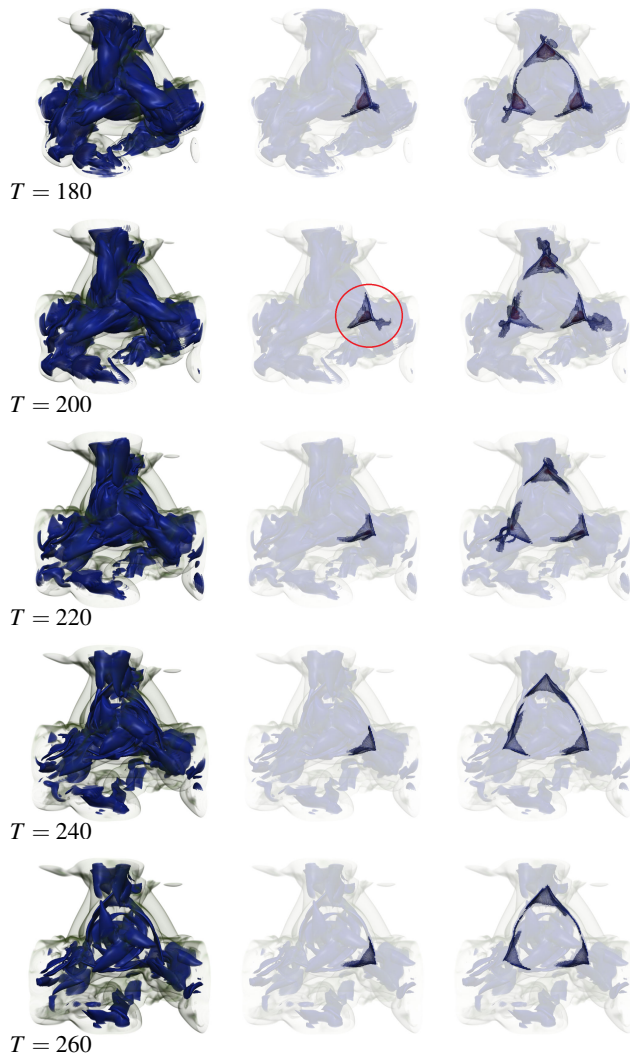 T = 180
T = 200
T = 220
T = 240
T = 260